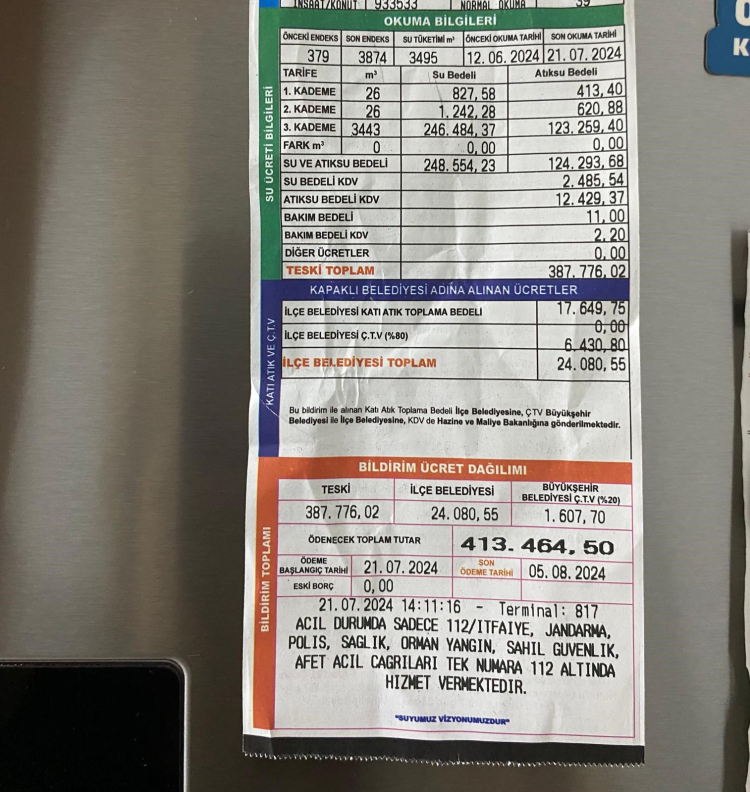 İNŞAAT/KONUT 933533 NORMAL OKUMA 39
OKUMA BİLGİLERİ
ÖNCEKİ ENDEKS SON ENDEKS SU TÜKETİMİ m³ ÖNCEKİ OKUMA TARİHİ SON OKUMA TARİHİ
379 3874 3495 12.06.2024 21.07.2024
TARİFE m³ Su Bedeli Atıksu Bedeli
1. KADEME 26 827,58 413,40
2. KADEME 26 1.242,28 620,88
3. KADEME 3443 246.484,37 123.259,40
FARK m³ 0 0,00 0,00
SU VE ATIKSU BEDELİ 248.554,23 124.293,68
SU BEDELİ KDV 2.485,54
ATIKSU BEDELİ KDV 12.429,37
BAKIM BEDELİ 11,00
BAKIM BEDELİ KDV 2,20
DİĞER ÜCRETLER 0,00
TESKİ TOPLAM 387.776,02
SU ÜCRETİ BİLGİLERİ
KAPAKLI BELEDİYESİ ADINA ALINAN ÜCRETLER
İLÇE BELEDİYESİ KATI ATIK TOPLAMA BEDELİ 17.649,75
0,00
İLÇE BELEDİYESİ Ç.T.V (%80) 6.430,80
İLÇE BELEDİYESİ TOPLAM 24.080,55
KATI ATIK VE Ç.T.V
Bu bildirim ile alınan Katı Atık Toplama Bedeli İlçe Belediyesine, ÇTV Büyükşehir
Belediyesi ile İlçe Belediyesine, KDV de Hazine ve Maliye Bakanlığına gönderilmektedir.
BİLDİRİM ÜCRET DAĞILIMI
TESKİ İLÇE BELEDİYESİ BÜYÜKŞEHİR BELEDİYESİ Ç.T.V (%20)
387.776,02 24.080,55 1.607,70
ÖDENECEK TOPLAM TUTAR 413.464,50
ÖDEME BAŞLANGIÇ TARİHİ 21.07.2024 SON ÖDEME TARİHİ 05.08.2024
ESKİ BORÇ 0,00
BİLDİRİM TOPLAMI
21.07.2024 14:11:16 - Terminal: 817
ACIL DURUMDA SADECE 112/ITFAIYE, JANDARMA,
POLIS, SAGLIK, ORMAN YANGIN, SAHIL GUVENLIK,
AFET ACIL CAGRILARI TEK NUMARA 112 ALTINDA
HIZMET VERMEKTEDIR.
"SUYUMUZ VİZYONUMUZDUR"